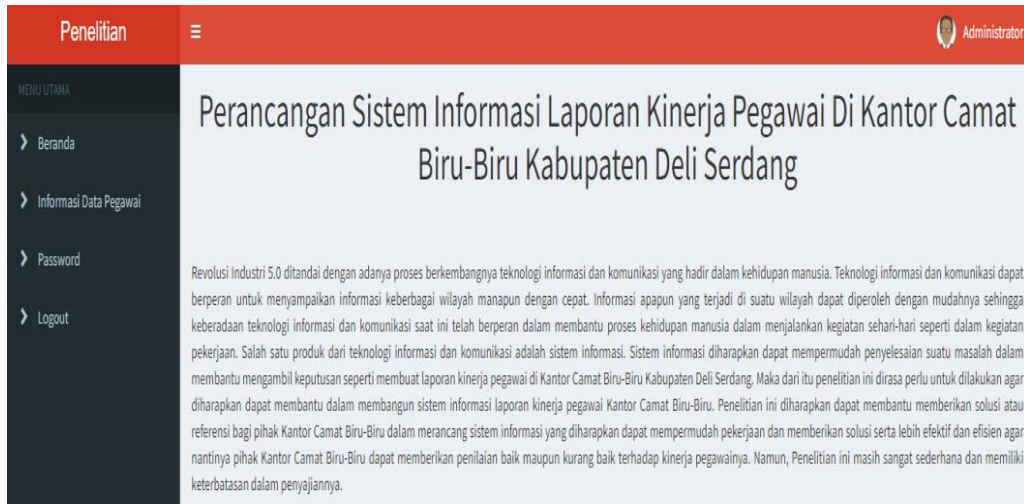 Penelitian
Administrator
MENU UTAMA
Beranda
Informasi Data Pegawai
Password
Logout
Perancangan Sistem Informasi Laporan Kinerja Pegawai Di Kantor Camat
Biru-Biru Kabupaten Deli Serdang
Revolusi Industri 5.0 ditandai dengan adanya proses berkembangnya teknologi informasi dan komunikasi yang hadir dalam kehidupan manusia. Teknologi informasi dan komunikasi dapat
berperan untuk menyampaikan informasi keberbagai wilayah manapun dengan cepat. Informasi apapun yang terjadi di suatu wilayah dapat diperoleh dengan mudahnya sehingga
keberadaan teknologi informasi dan komunikasi saat ini telah berperan dalam membantu proses kehidupan manusia dalam menjalankan kegiatan sehari-hari seperti dalam kegiatan
pekerjaan. Salah satu produk dari teknologi informasi dan komunikasi adalah sistem informasi. Sistem informasi diharapkan dapat mempermudah penyelesaian suatu masalah dalam
membantu mengambil keputusan seperti membuat laporan kinerja pegawai di Kantor Camat Biru-Biru Kabupaten Deli Serdang. Maka dari itu penelitian ini dirasa perlu untuk dilakukan agar
diharapkan dapat membantu dalam membangun sistem informasi laporan kinerja pegawai Kantor Camat Biru-Biru. Penelitian ini diharapkan dapat membantu memberikan solusi atau
referensi bagi pihak Kantor Camat Biru-Biru dalam merancang sistem informasi yang diharapkan dapat mempermudah pekerjaan dan memberikan solusi serta lebih efektif dan efisien agar
nantinya pihak Kantor Camat Biru-Biru dapat memberikan penilaian baik maupun kurang baik terhadap kinerja pegawainya. Namun, Penelitian ini masih sangat sederhana dan memiliki
keterbatasan dalam penyajiannya.